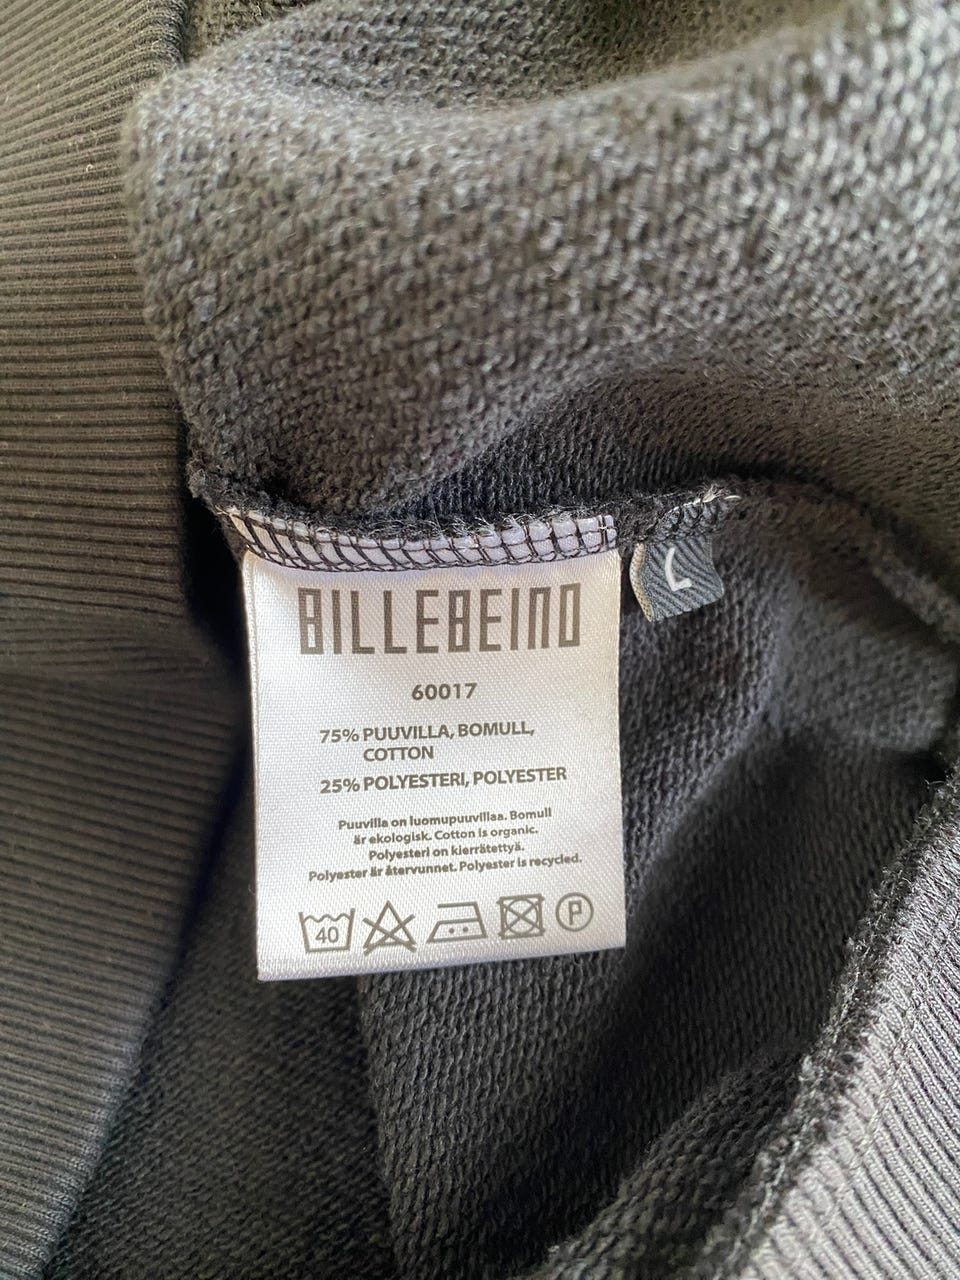 BILLEBEINO
60017
75% PUUVILLA, BOMULL,
COTTON
25% POLYESTERI, POLYESTER
Puuvilla on luomupuuvillaa. Bomull
är ekologisk. Cotton is organic.
Polyesteri on kierrätettyä.
Polyester är återvunnet. Polyester is recycled.
40
P
L